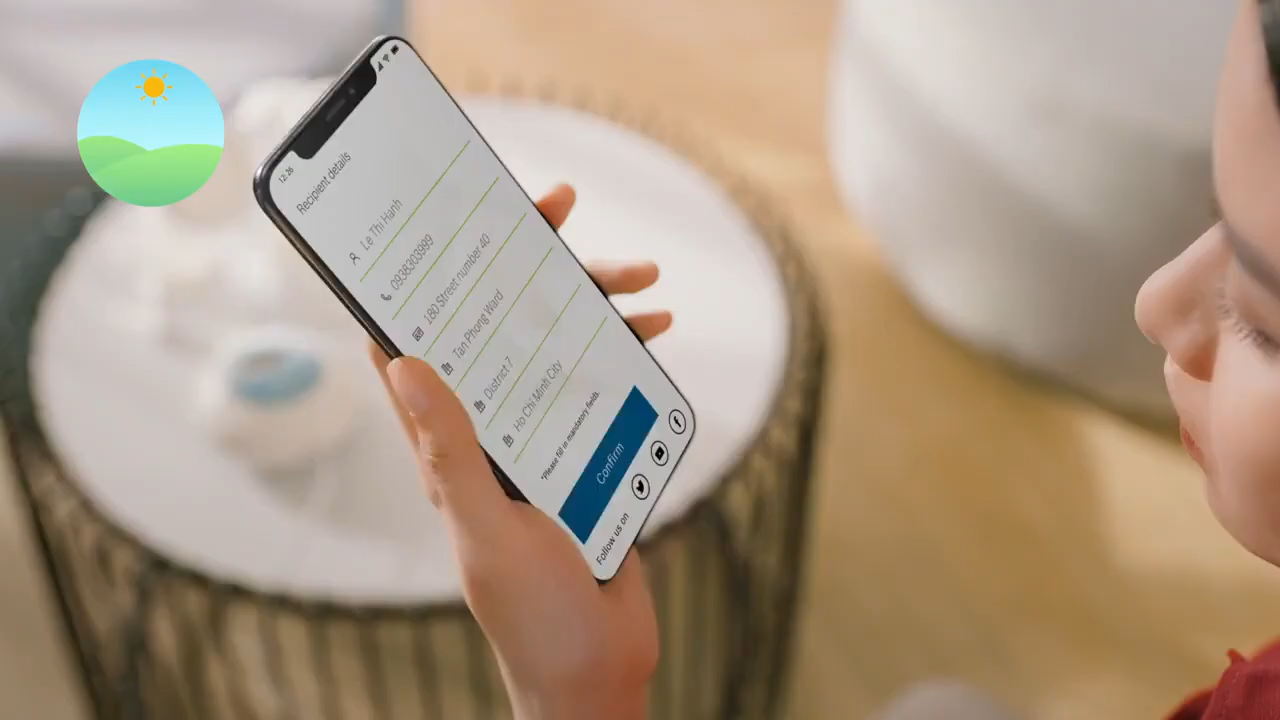 12:26
Recipient details
Le Thi Hanh
0938303999
180 Street number 40
Tan Phong Ward
District 7
Ho Chi Minh City
*Please fill in mandatory fields.
Confirm
Follow us on